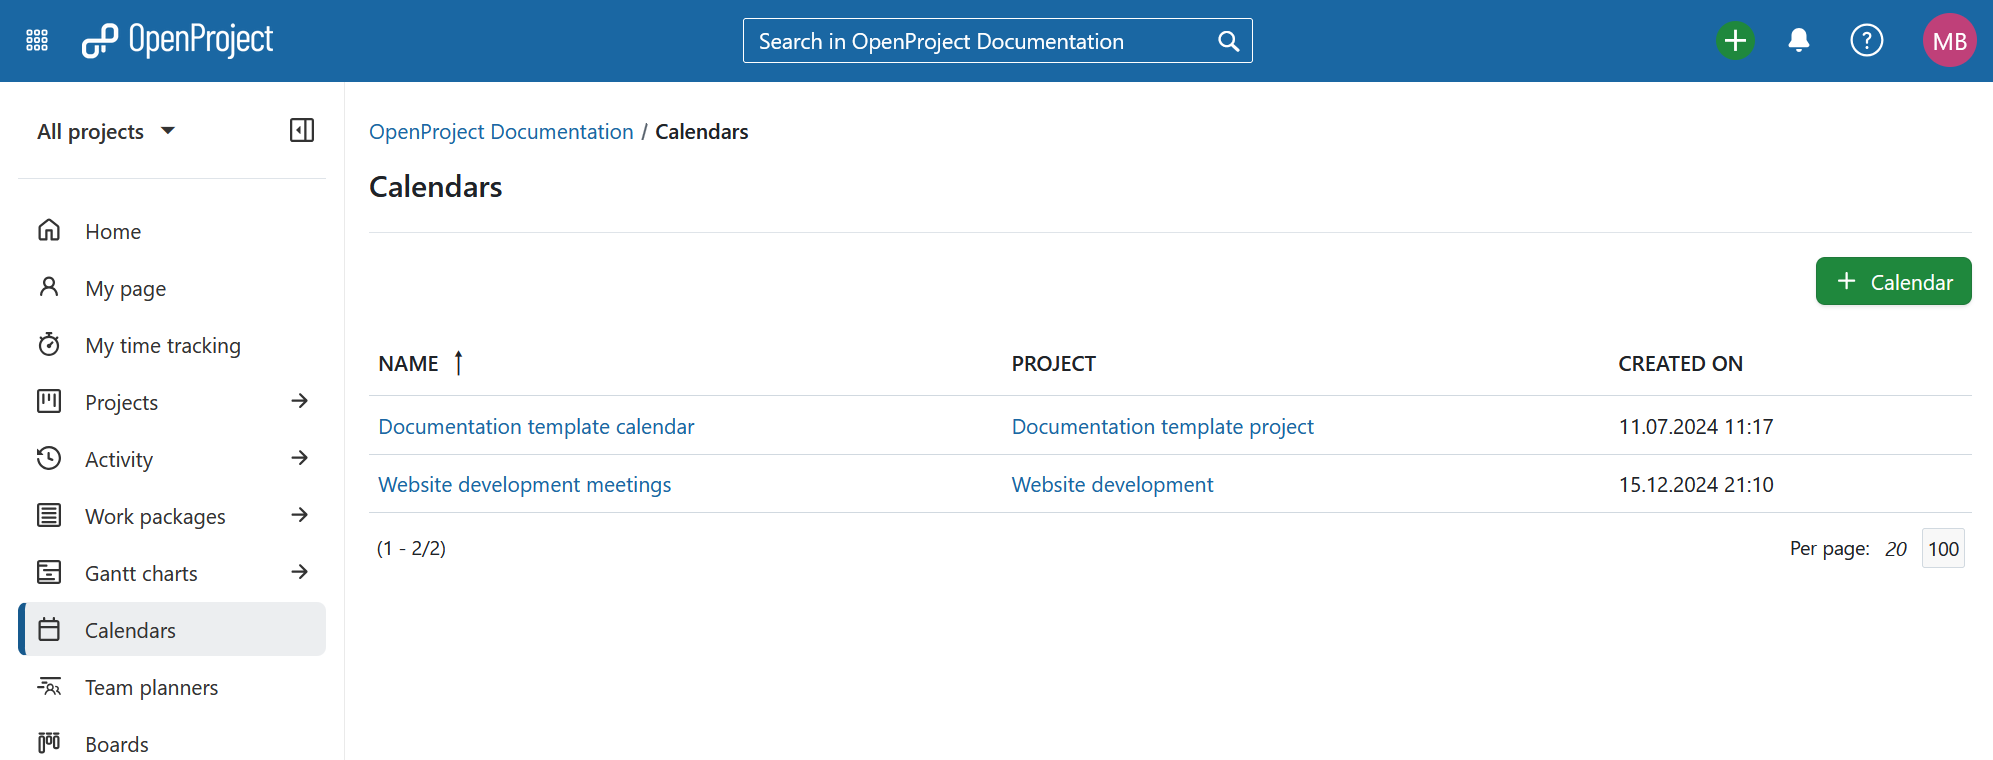 OpenProject
Search in OpenProject Documentation
MB
All projects
Home
My page
My time tracking
Projects
Activity
Work packages
Gantt charts
Calendars
Team planners
Boards
OpenProject Documentation / Calendars
Calendars
+ Calendar
NAME PROJECT CREATED ON
Documentation template calendar Documentation template project 11.07.2024 11:17
Website development meetings Website development 15.12.2024 21:10
(1 - 2/2) Per page: 20 100